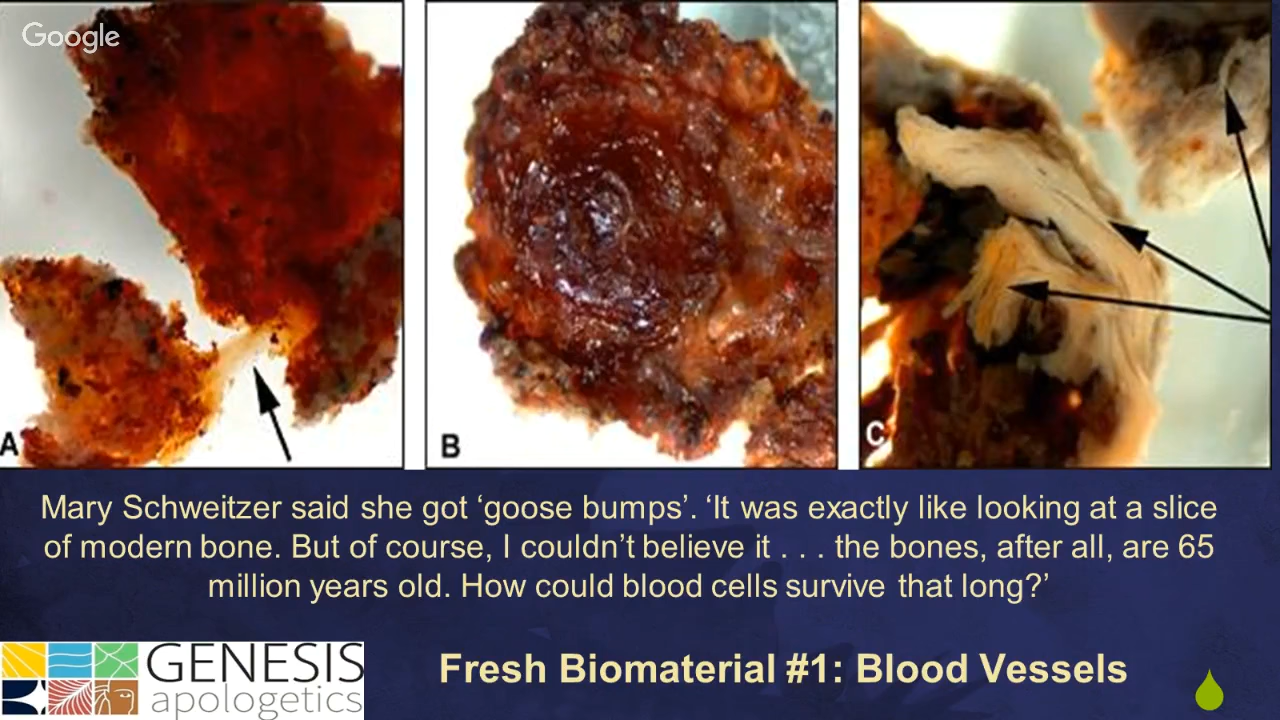 Google
A
B
C
Mary Schweitzer said she got ‘goose bumps’. ‘It was exactly like looking at a slice
of modern bone. But of course, I couldn’t believe it . . . the bones, after all, are 65
million years old. How could blood cells survive that long?’
GENESIS
apologetics
Fresh Biomaterial #1: Blood Vessels